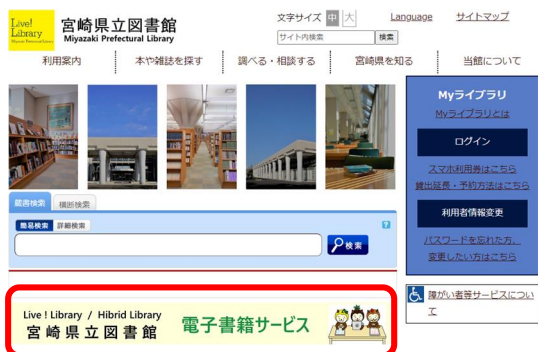 Live!
Library
宮崎県立図書館
Miyazaki Prefectural Library
文字サイズ 中 大
Language
サイトマップ
サイト内検索
検索
利用案内
本や雑誌を探す
調べる・相談する
宮崎県を知る
当館について
蔵書検索
横断検索
簡易検索
詳細検索
?
検索
Myライブラリ
Myライブラリとは
ログイン
スマホ利用券はこちら
貸出延長・予約方法はこちら
利用者情報変更
パスワードを忘れた方、
変更したい方はこちら
障がい者等サービスについ
て
Live ! Library / Hibrid Library
宮崎県立図書館
電子書籍サービス